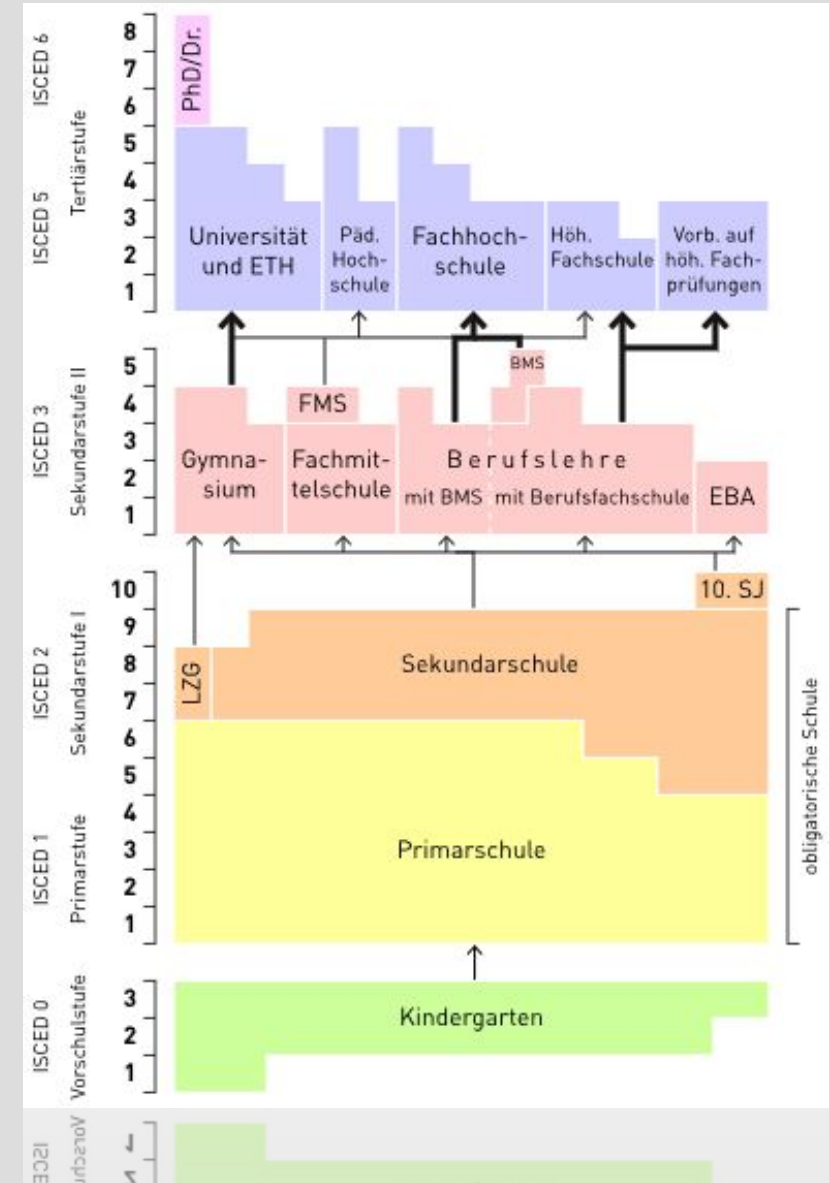 ISCED 6
ISCED 5
Tertiärstufe
8
7
6
5
4
3
2
1
PhD/Dr.
Universität
und ETH
Päd.
Hoch-
schule
Fachhoch-
schule
Höh.
Fachschule
Vorb. auf
höh. Fach-
prüfungen
ISCED 3
Sekundarstufe II
5
4
3
2
1
BMS
FMS
Gymna-
sium
Fachmit-
telschule
Berufslehre
mit BMS
mit Berufsfachschule
EBA
ISCED 2
Sekundarstufe I
10
9
8
7
6
5
4
3
2
1
10. SJ
LZG
Sekundarschule
obligatorische Schule
ISCED 1
Primarstufe
Primarschule
ISCED 0
Vorschulstufe
3
2
1
Kindergarten